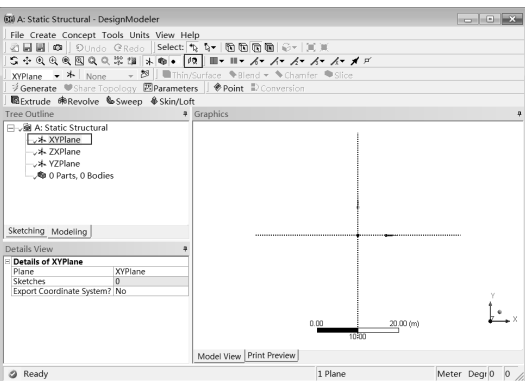 A: Static Structural - DesignModeler
File Create Concept Tools Units View Help
Undo Redo Select:
XYPlane None Thin/Surface Blend Chamfer Slice
Generate Share Topology Parameters Point Conversion
Extrude Revolve Sweep Skin/Loft
Tree Outline
A: Static Structural
XYPlane
ZXPlane
YZPlane
0 Parts, 0 Bodies
Sketching Modeling
Details View
Details of XYPlane
Plane XYPlane
Sketches 0
Export Coordinate System? No
Graphics
0.00 20.00 (m)
10.00
Y
Z X
Model View Print Preview
Ready 1 Plane Meter Degr 0 0